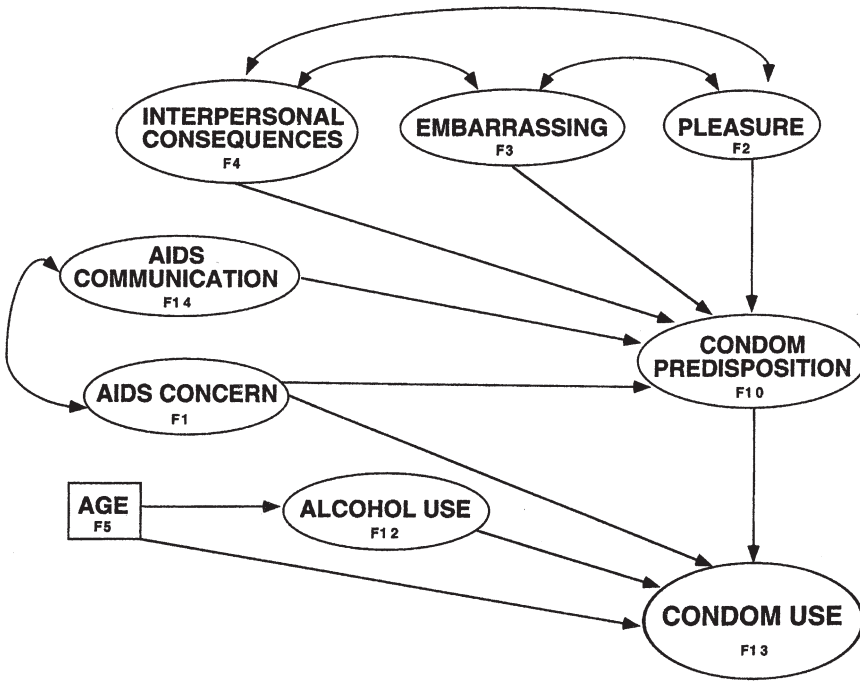 INTERPERSONAL
CONSEQUENCES
F4
EMBARRASSING
F3
PLEASURE
F2
AIDS
COMMUNICATION
F14
CONDOM
PREDISPOSITION
F10
AIDS CONCERN
F1
AGE
F5
ALCOHOL USE
F12
CONDOM USE
F13